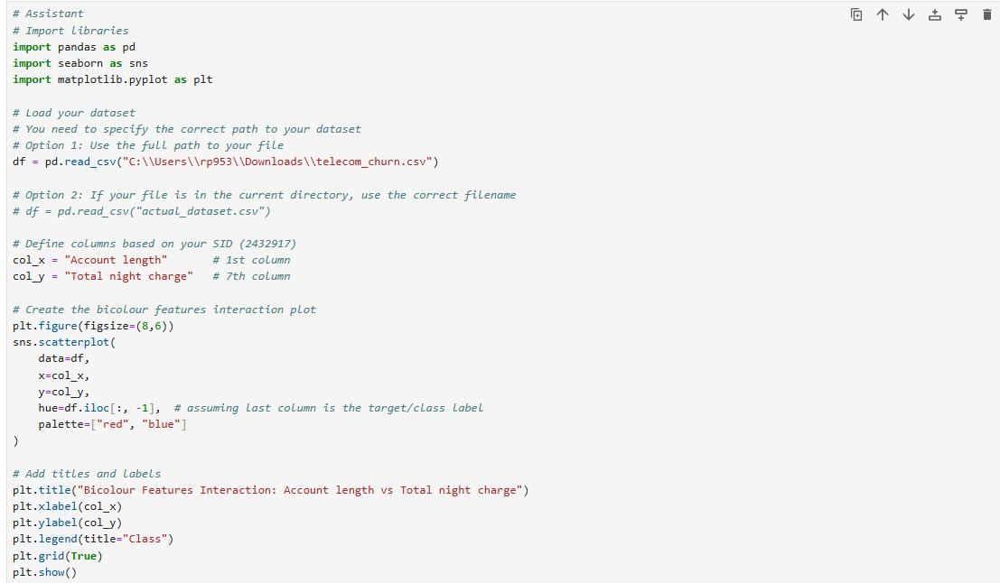 # Assistant
# Import libraries
import pandas as pd
import seaborn as sns
import matplotlib.pyplot as plt

# Load your dataset
# You need to specify the correct path to your dataset
# Option 1: Use the full path to your file
df = pd.read_csv("C:\\Users\\rp953\\Downloads\\telecom_churn.csv")

# Option 2: If your file is in the current directory, use the correct filename
# df = pd.read_csv("actual_dataset.csv")

# Define columns based on your SID (2432917)
col_x = "Account length"       # 1st column
col_y = "Total night charge"   # 7th column

# Create the bicolour features interaction plot
plt.figure(figsize=(8,6))
sns.scatterplot(
    data=df,
    x=col_x,
    y=col_y,
    hue=df.iloc[:, -1],  # assuming last column is the target/class label
    palette=["red", "blue"]
)

# Add titles and labels
plt.title("Bicolour Features Interaction: Account length vs Total night charge")
plt.xlabel(col_x)
plt.ylabel(col_y)
plt.legend(title="Class")
plt.grid(True)
plt.show()